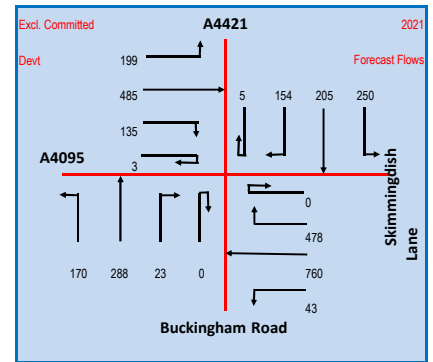 Excl. Committed A4421 2021
Devt Forecast Flows
199
485 5 154 205 250
135
A4095
3
0
Skimmingdish
Lane
478
170 288 23 0 760
43
Buckingham Road